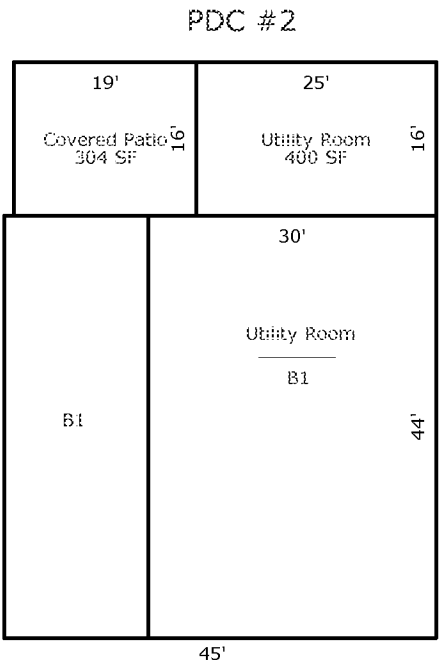 PDC #2
19'
25'
Covered Patio
304 SF
16'
Utility Room
400 SF
16'
30'
Utility Room
B1
B1
44'
45'